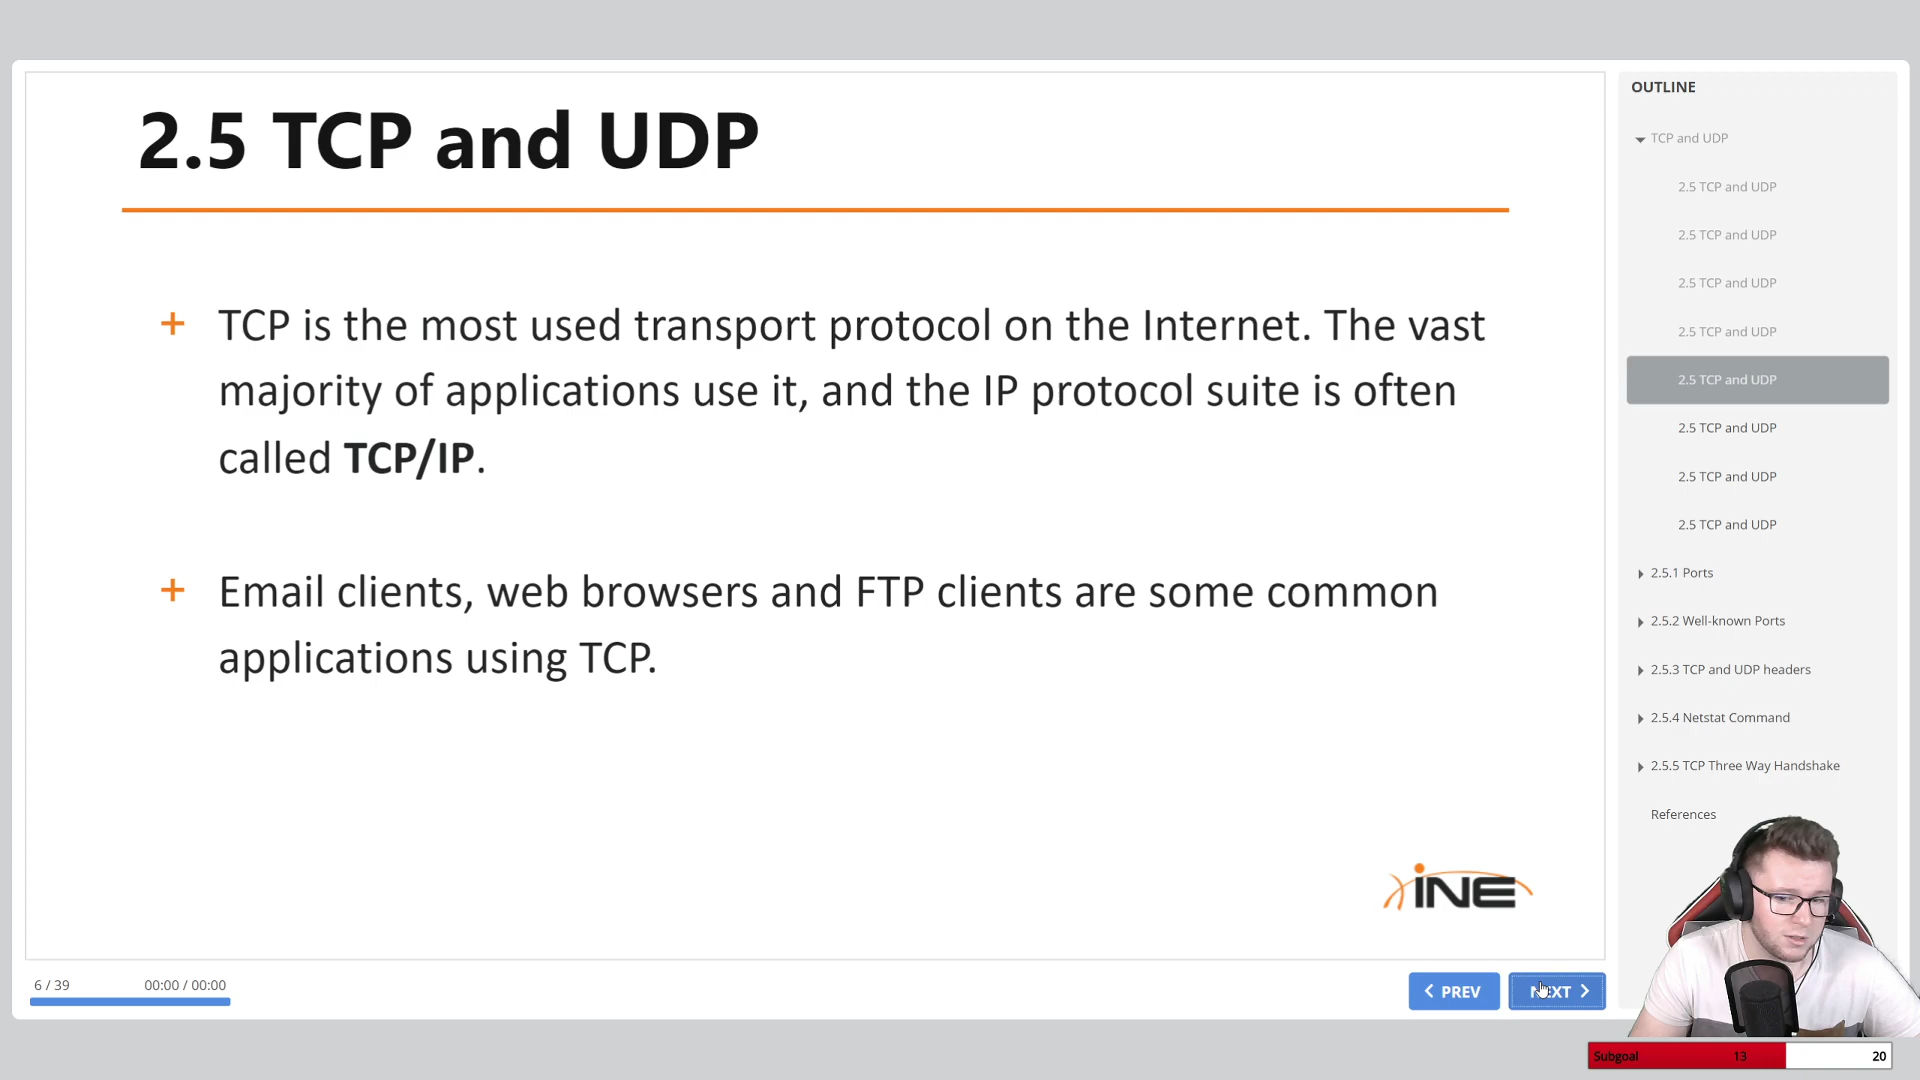 2.5 TCP and UDP
+ TCP is the most used transport protocol on the Internet. The vast
majority of applications use it, and the IP protocol suite is often
called TCP/IP.
+ Email clients, web browsers and FTP clients are some common
applications using TCP.
iNE
6 / 39
00:00 / 00:00
PREV
NEXT
OUTLINE
TCP and UDP
2.5 TCP and UDP
2.5 TCP and UDP
2.5 TCP and UDP
2.5 TCP and UDP
2.5 TCP and UDP
2.5 TCP and UDP
2.5 TCP and UDP
2.5 TCP and UDP
2.5.1 Ports
2.5.2 Well-known Ports
2.5.3 TCP and UDP headers
2.5.4 Netstat Command
2.5.5 TCP Three Way Handshake
References
Subgoal 13 20